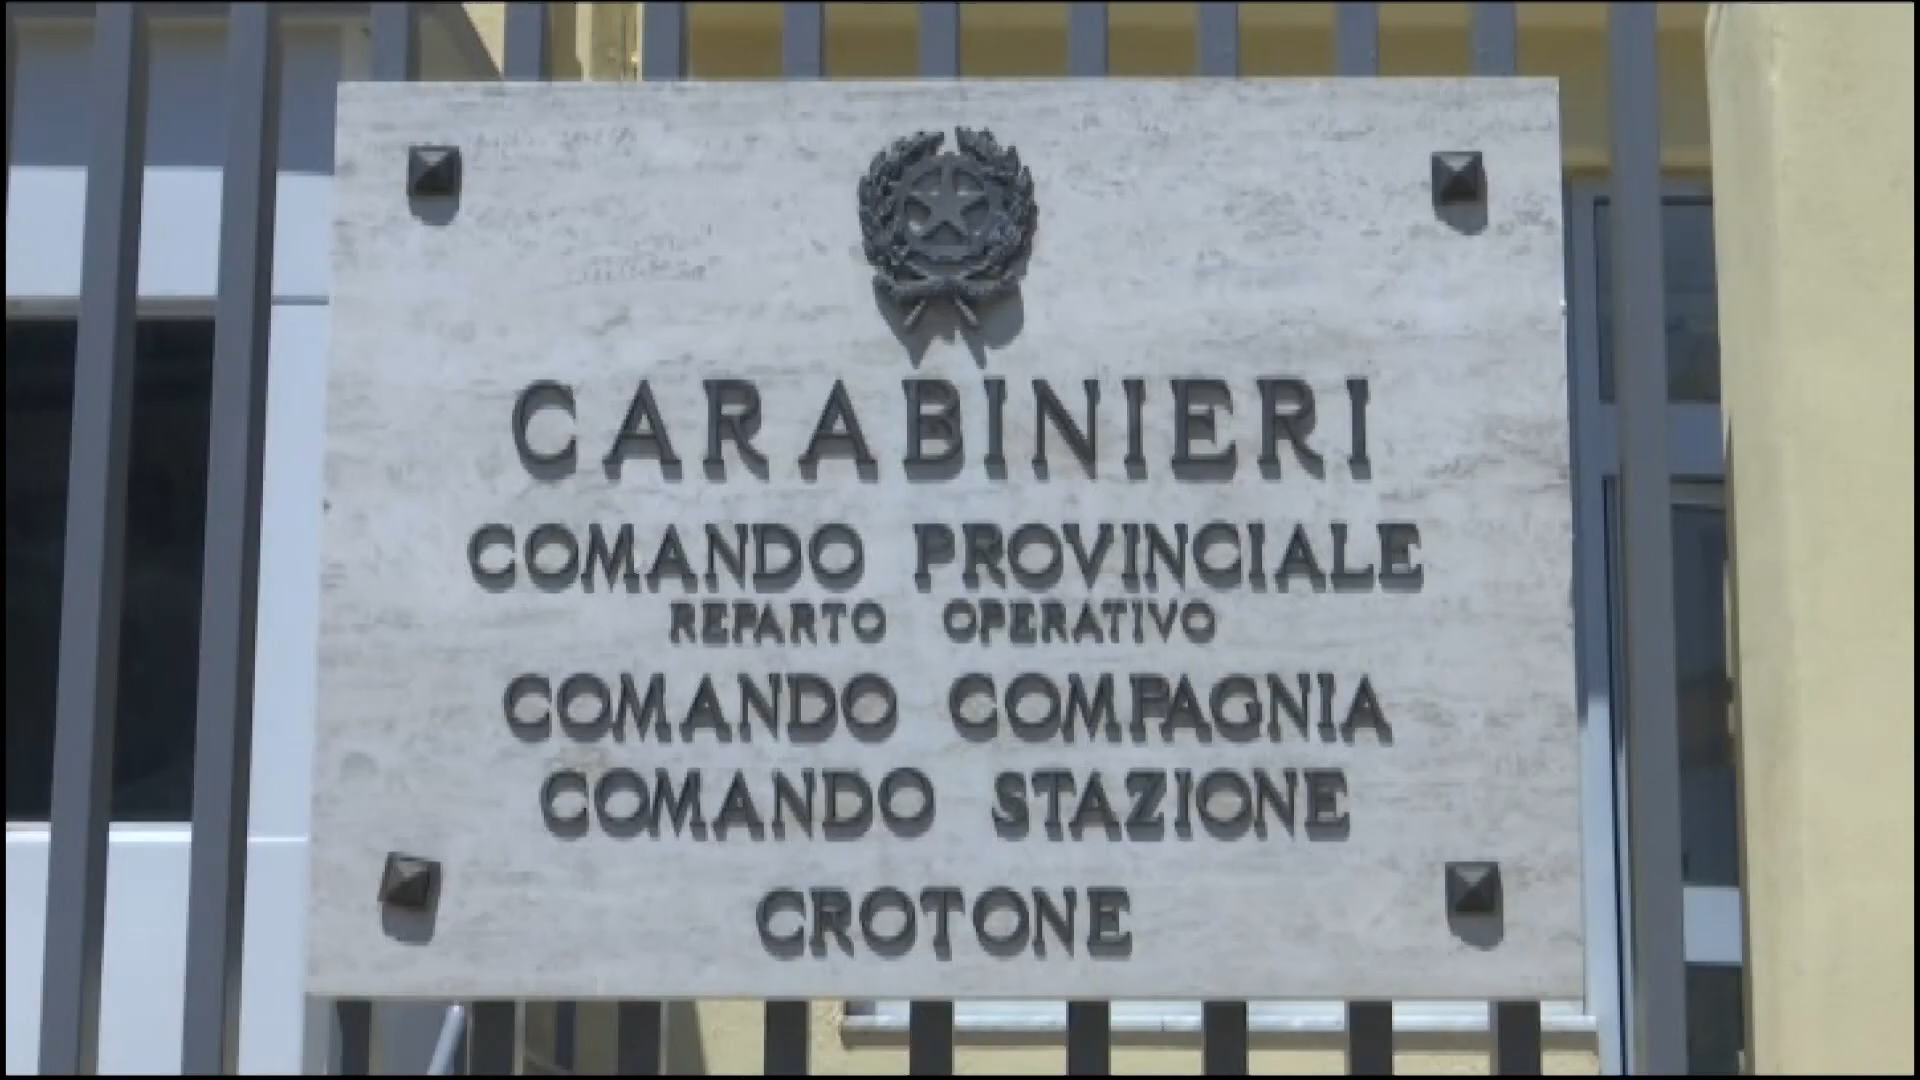 CARABINIERI
COMANDO PROVINCIALE
REPARTO OPERATIVO
COMANDO COMPAGNIA
COMANDO STAZIONE
CROTONE